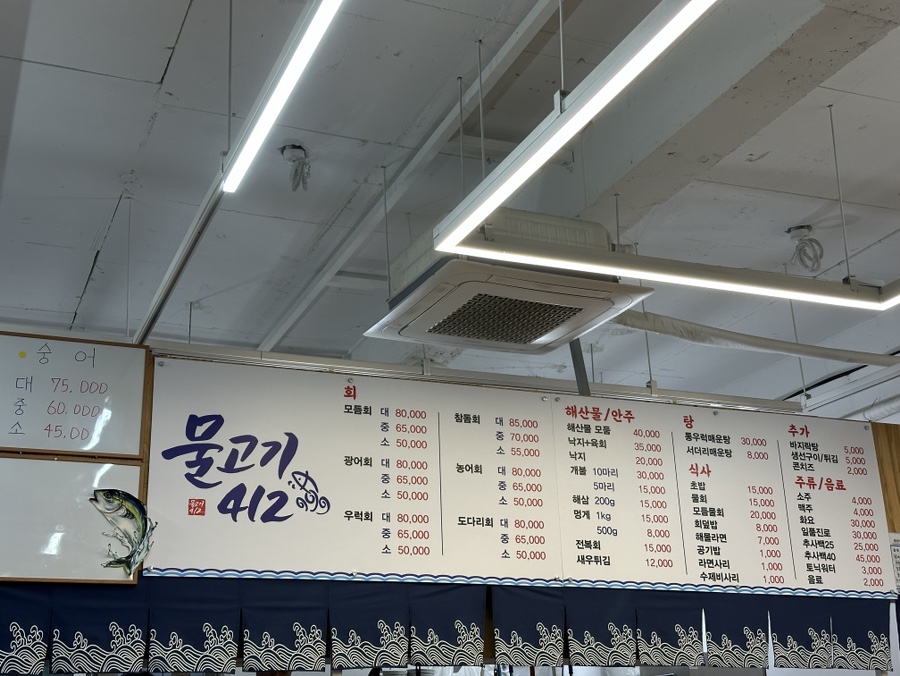 숭 어
대 75.000
중 60.000
소 45.00
물고기
412
회
모듬회 대 80,000
중 65,000
소 50,000
광어회 대 80,000
중 65,000
소 50,000
우럭회 대 80,000
중 65,000
소 50,000
참돔회 대 85,000
중 70,000
소 55,000
농어회 대 80,000
중 65,000
소 50,000
도다리회 대 80,000
중 65,000
소 50,000
해산물/안주
해산물 모듬 40,000
낙지+육회 35,000
낙지 20,000
개불 10마리 30,000
5마리 15,000
해삼 200g 15,000
멍게 1kg 15,000
500g 8,000
전복회 15,000
새우튀김 12,000
탕
통우럭매운탕 30,000
서더리매운탕 8,000
식사
초밥 15,000
물회 15,000
모듬물회 20,000
회덮밥 8,000
해물라면 7,000
공기밥 1,000
라면사리 1,000
수제비사리 1,000
추가
바지락탕 5,000
생선구이/튀김 5,000
콘치즈 2,000
주류/음료
소주 4,000
맥주 4,000
화요 30,000
일품진로 30,000
추사백25 25,000
추사백40 45,000
토닉워터 3,000
음료 2,000